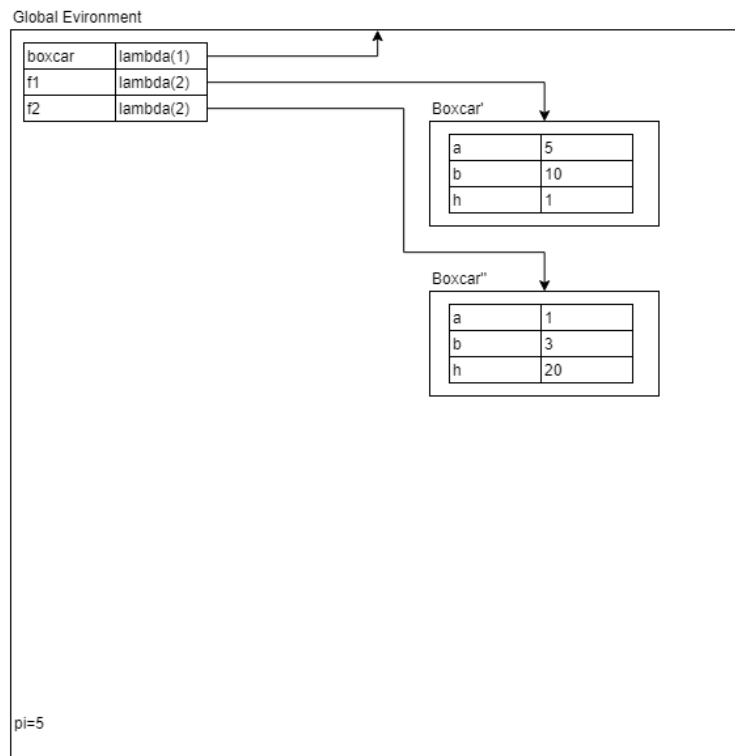 Global Evironment
boxcar lambda(1)
f1 lambda(2)
f2 lambda(2)
Boxcar'
a 5
b 10
h 1
Boxcar"
a 1
b 3
h 20
pi=5